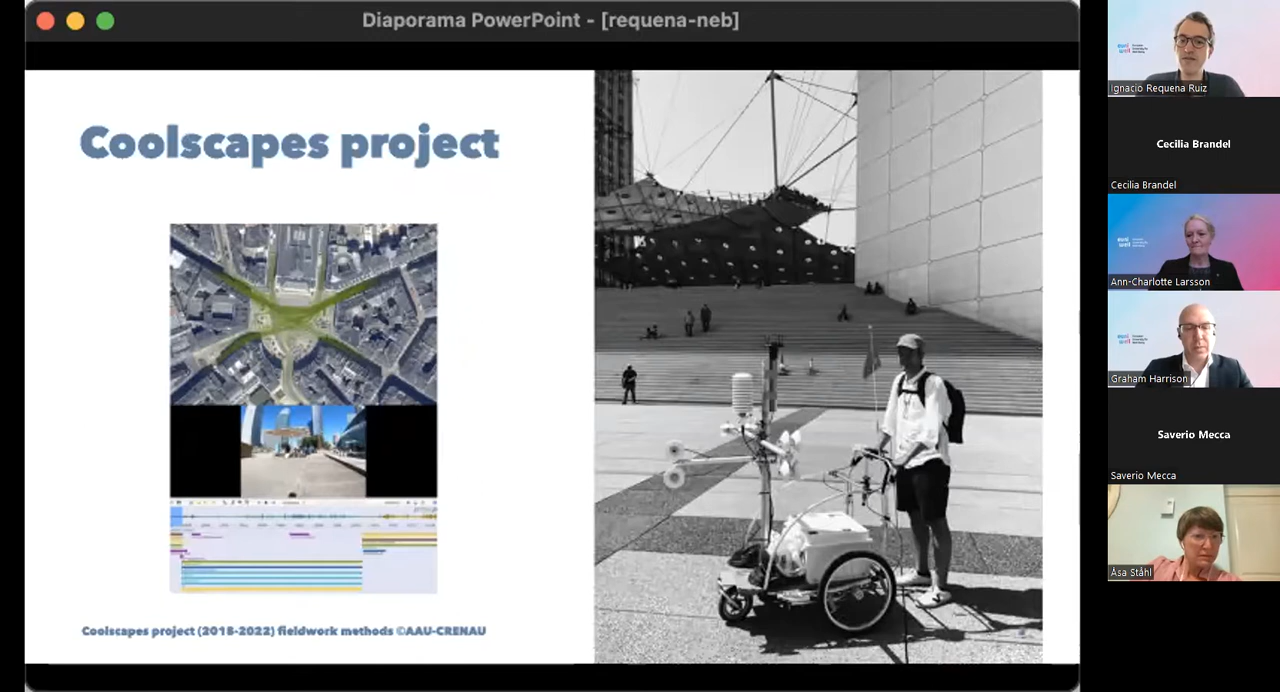 Diaporama PowerPoint - [requena-neb]
Coolscapes project
Coolscapes project (2018-2022) fieldwork methods ©AAU-CRENAU
Ignacio Requena Ruiz
Cecilia Brandel
Cecilia Brandel
Ann-Charlotte Larsson
Graham Harrison
Saverio Mecca
Saverio Mecca
Åsa Ståhl